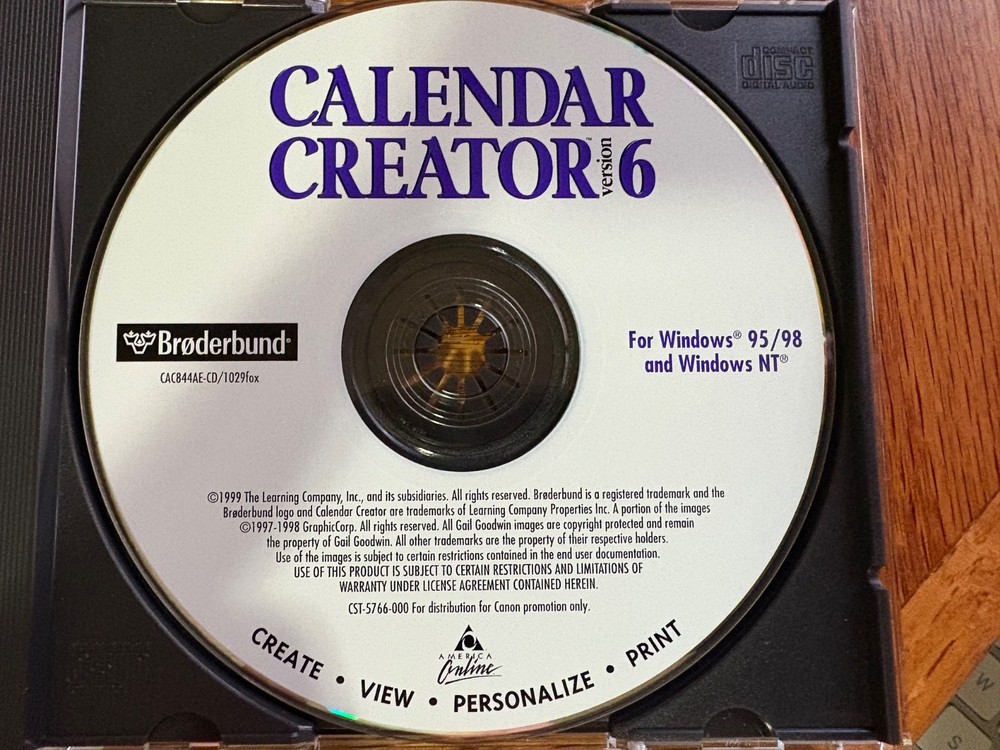 COMPACT
disc
DIGITAL AUDIO
CALENDAR
CREATOR™ version 6
Brøderbund®
CAC844AE-CD/1029fox
For Windows® 95/98
and Windows NT®
©1999 The Learning Company, Inc., and its subsidiaries. All rights reserved. Brøderbund is a registered trademark and the
Brøderbund logo and Calendar Creator are trademarks of Learning Company Properties Inc. A portion of the images
©1997-1998 GraphicCorp. All rights reserved. All Gail Goodwin images are copyright protected and remain
the property of Gail Goodwin. All other trademarks are the property of their respective holders.
Use of the images is subject to certain restrictions contained in the end user documentation.
USE OF THIS PRODUCT IS SUBJECT TO CERTAIN RESTRICTIONS AND LIMITATIONS OF
WARRANTY UNDER LICENSE AGREEMENT CONTAINED HEREIN.
CST-5766-000 For distribution for Canon promotion only.
AMERICA
Online
CREATE • VIEW • PERSONALIZE • PRINT
W
S